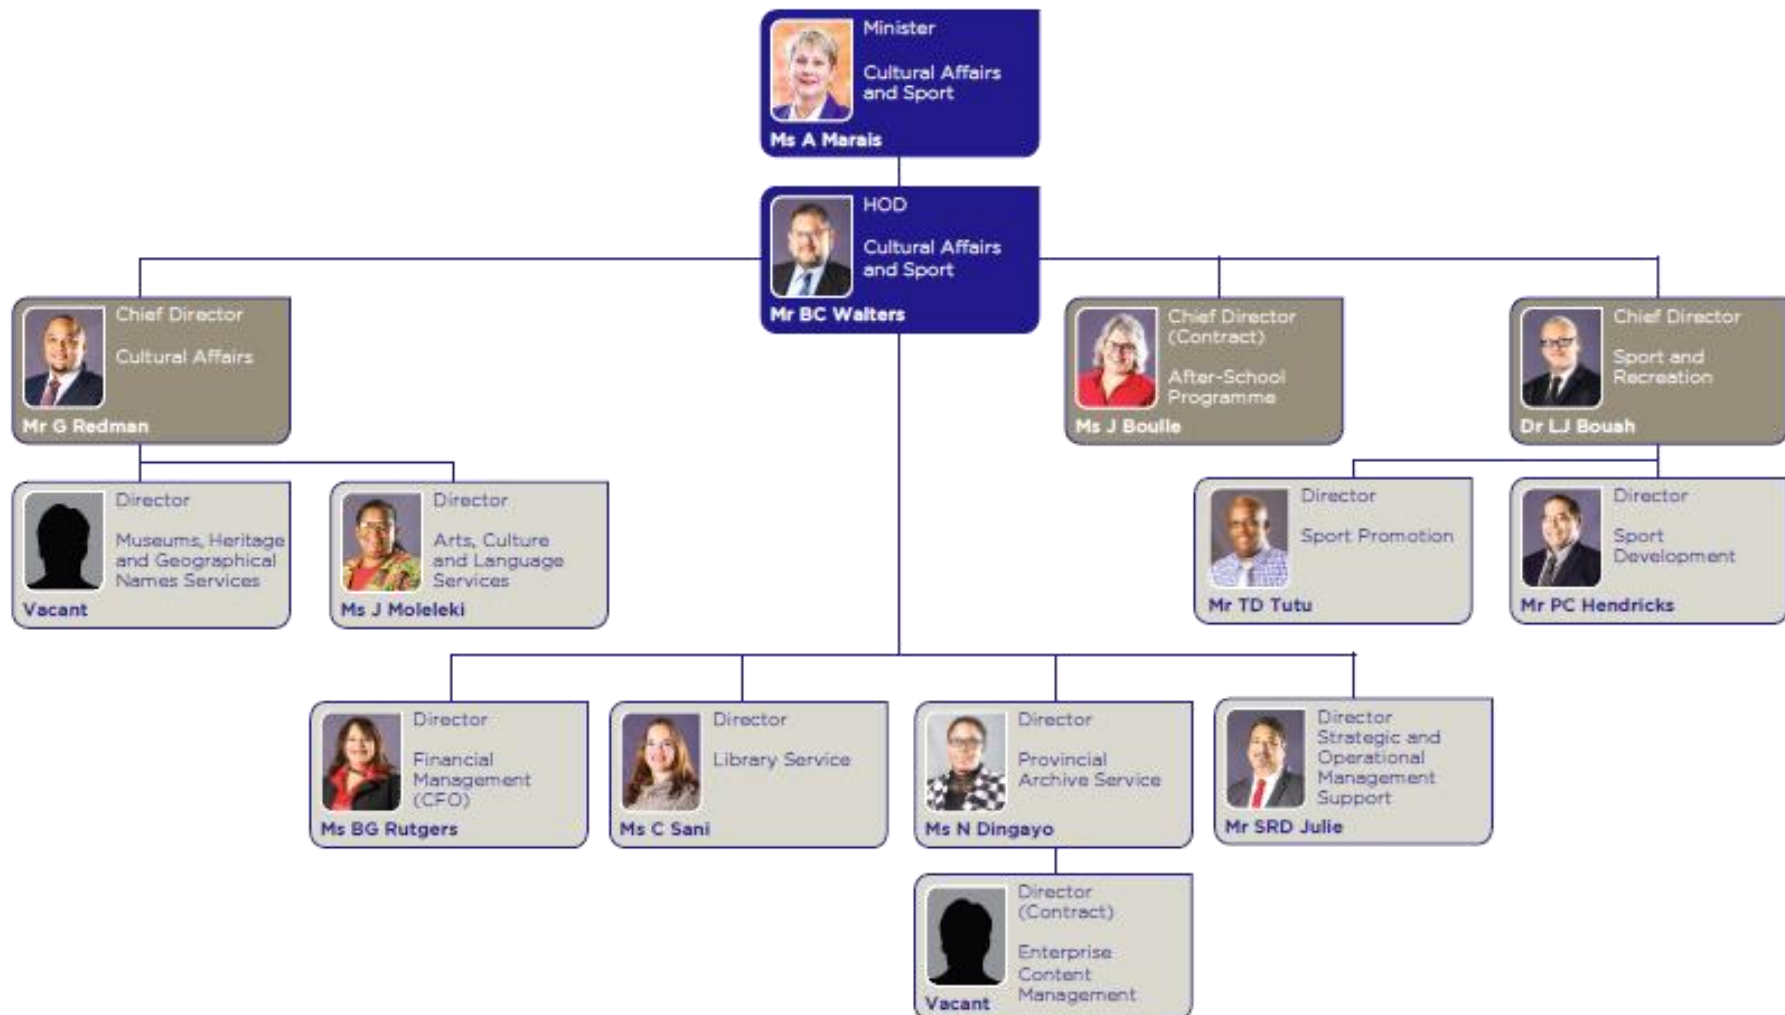 Minister
Cultural Affairs
and Sport
Ms A Marais
HOD
Cultural Affairs
and Sport
Mr BC Walters
Chief Director
Cultural Affairs
Mr G Redman
Chief Director
(Contract)
After-School
Programme
Ms J Boulle
Chief Director
Sport and
Recreation
Dr LJ Bouah
Director
Museums, Heritage
and Geographical
Names Services
Vacant
Director
Arts, Culture
and Language
Services
Ms J Moleleki
Director
Sport Promotion
Mr TD Tutu
Director
Sport
Development
Mr PC Hendricks
Director
Financial
Management
(CFO)
Ms BG Rutgers
Director
Library Service
Ms C Sani
Director
Provincial
Archive Service
Ms N Dingayo
Director
Strategic and
Operational
Management
Support
Mr SRD Julie
Director
(Contract)
Enterprise
Content
Management
Vacant